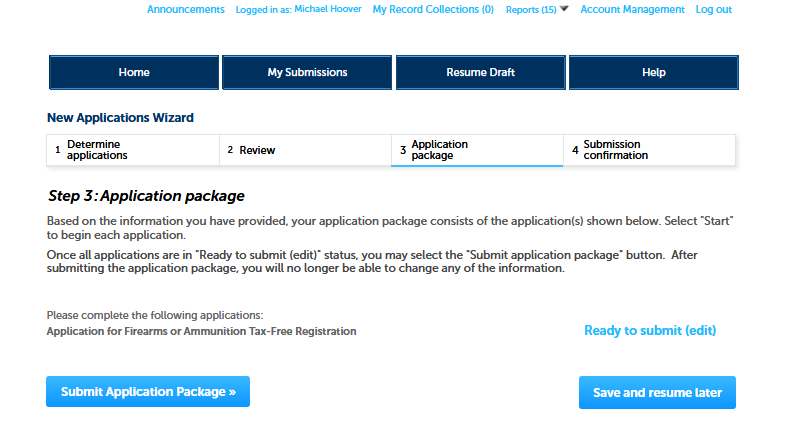 Announcements Logged in as: Michael Hoover My Record Collections (0) Reports (15) Account Management Log out
Home My Submissions Resume Draft Help
New Applications Wizard
1 Determine applications
2 Review
3 Application package
4 Submission confirmation
Step 3: Application package
Based on the information you have provided, your application package consists of the application(s) shown below. Select "Start"
to begin each application.
Once all applications are in "Ready to submit (edit)" status, you may select the "Submit application package" button. After
submitting the application package, you will no longer be able to change any of the information.
Please complete the following applications:
Application for Firearms or Ammunition Tax-Free Registration Ready to submit (edit)
Submit Application Package » Save and resume later